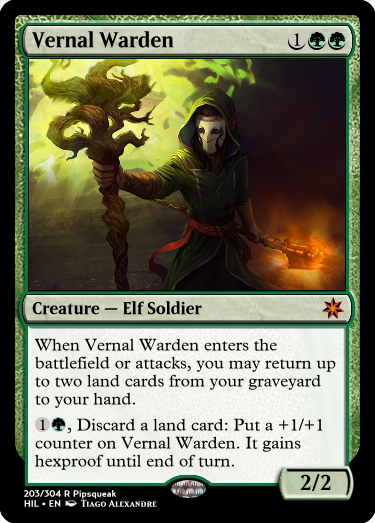 Vernal Warden 1
Creature — Elf Soldier
When Vernal Warden enters the
battlefield or attacks, you may return up
to two land cards from your graveyard
to your hand.
1, Discard a land card: Put a +1/+1
counter on Vernal Warden. It gains
hexproof until end of turn.
2/2
203/304 R Pipsqueak
HIL • EN Tiago Alexandre